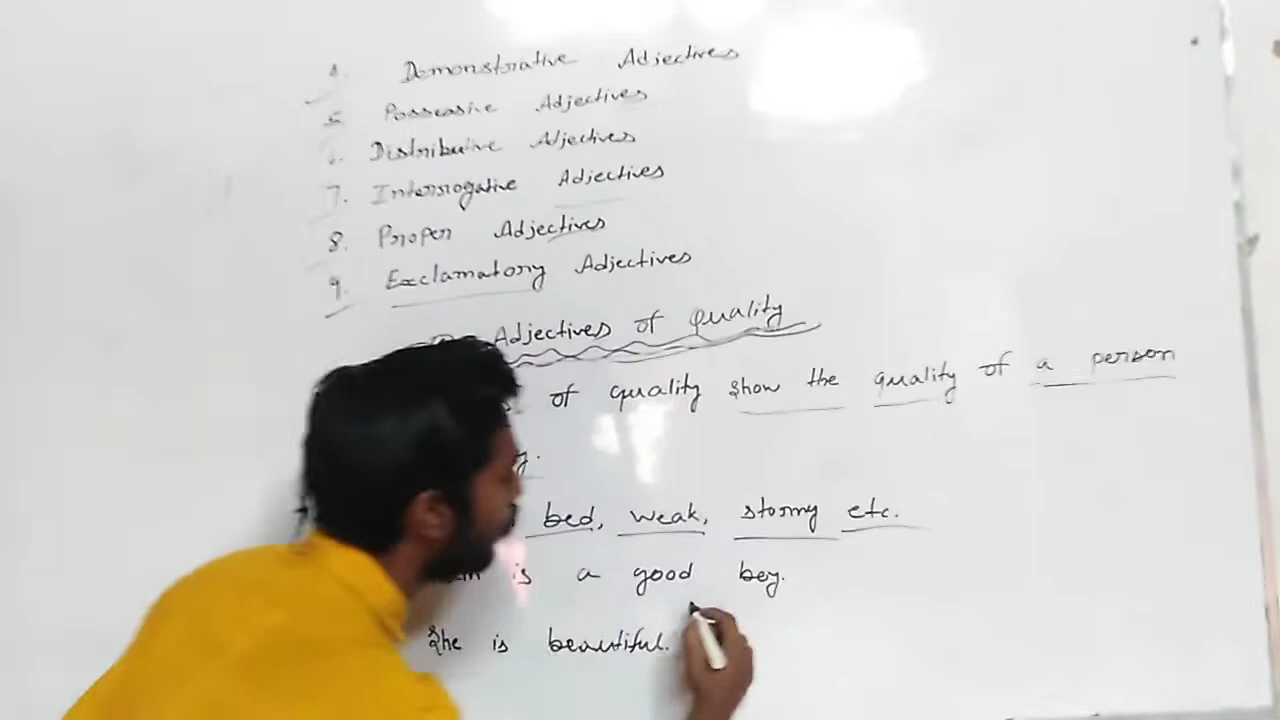 4. Demonstrative Adjectives
5. Possessive Adjectives
6. Distributive Adjectives
7. Interrogative Adjectives
8. Proper Adjectives
9. Exclamatory Adjectives
Adjectives of quality
of quality show the quality of a person
bed, weak, stormy etc.
is a good boy.
She is beautiful.